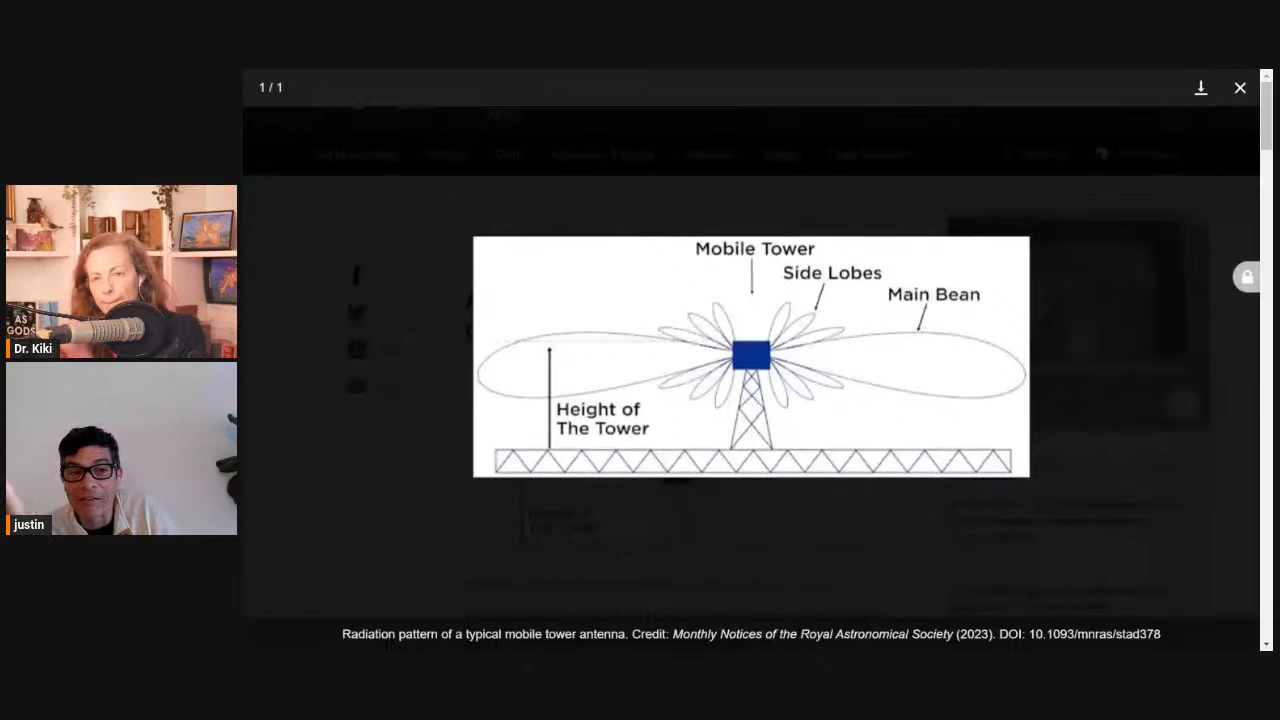 1 / 1
Mobile Tower
Side Lobes
Main Bean
AS
GODS
Dr. Kiki
Height of
The Tower
justin
Radiation pattern of a typical mobile tower antenna. Credit: Monthly Notices of the Royal Astronomical Society (2023). DOI: 10.1093/mnras/stad378